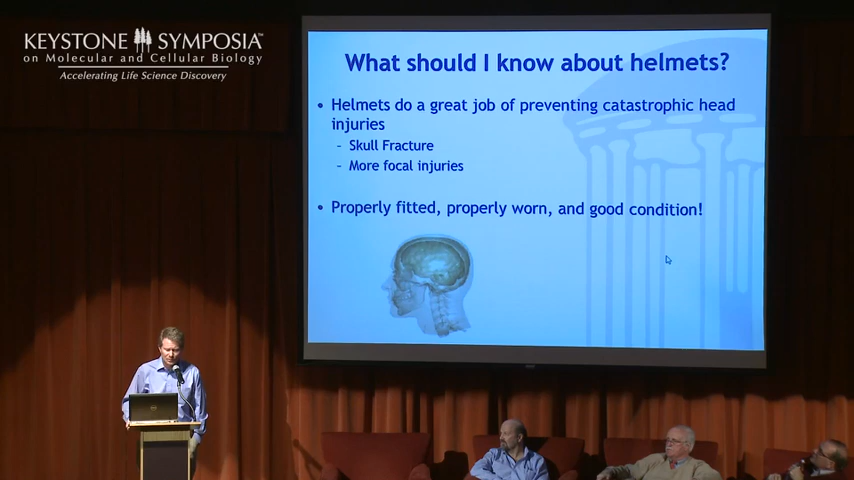 KEYSTONE SYMPOSIA™
on Molecular and Cellular Biology
Accelerating Life Science Discovery
What should I know about helmets?
• Helmets do a great job of preventing catastrophic head
injuries
– Skull Fracture
– More focal injuries
• Properly fitted, properly worn, and good condition!